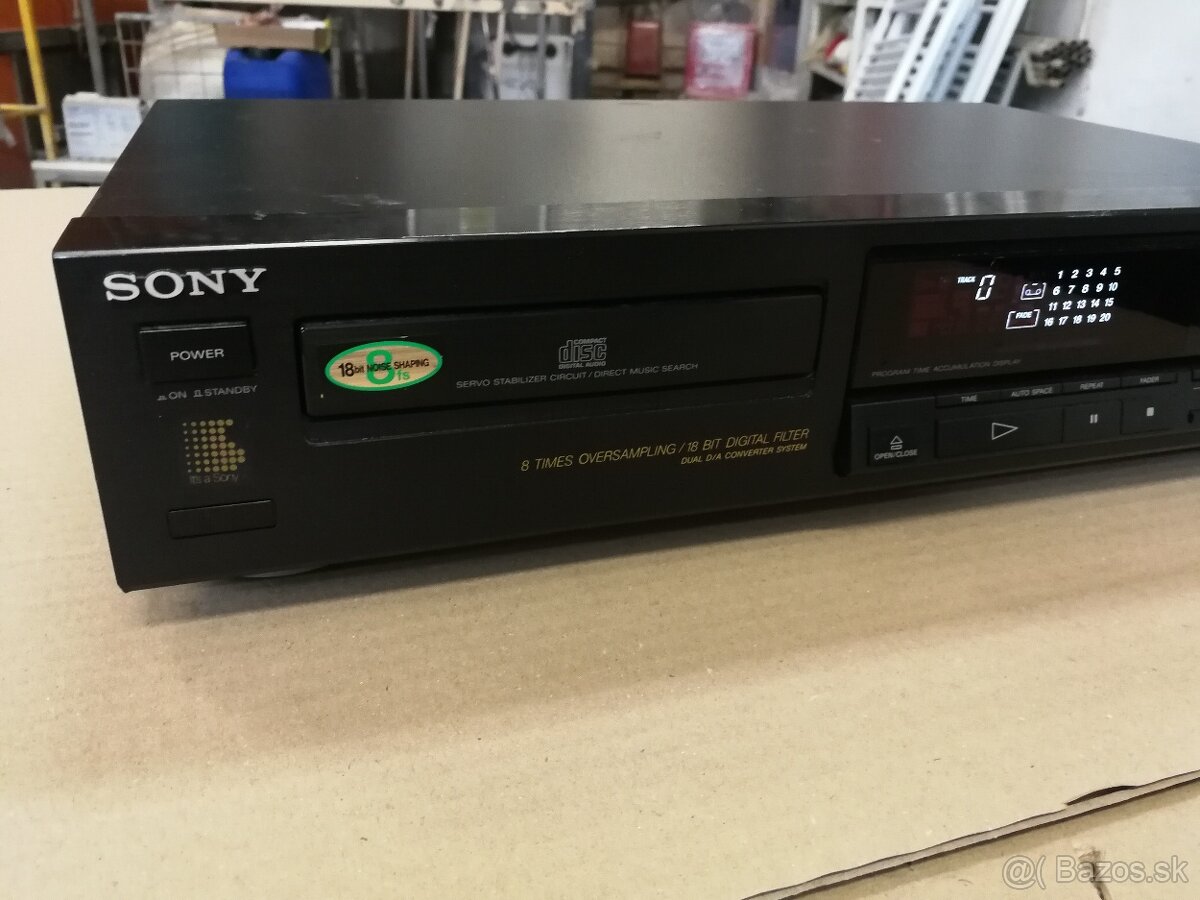 SONY
POWER
ON STANDBY
It's a Sony
18bit NOISE SHAPING
8fs
COMPACT
disc
DIGITAL AUDIO
SERVO STABILIZER CIRCUIT / DIRECT MUSIC SEARCH
8 TIMES OVERSAMPLING / 18 BIT DIGITAL FILTER
DUAL D/A CONVERTER SYSTEM
TRACK
0
1 2 3 4 5
6 7 8 9 10
11 12 13 14 15
FADE 16 17 18 19 20
PROGRAM TIME ACCUMULATION DISPLAY
TIME AUTO SPACE REPEAT FADER
OPEN/CLOSE
@( Bazos.sk